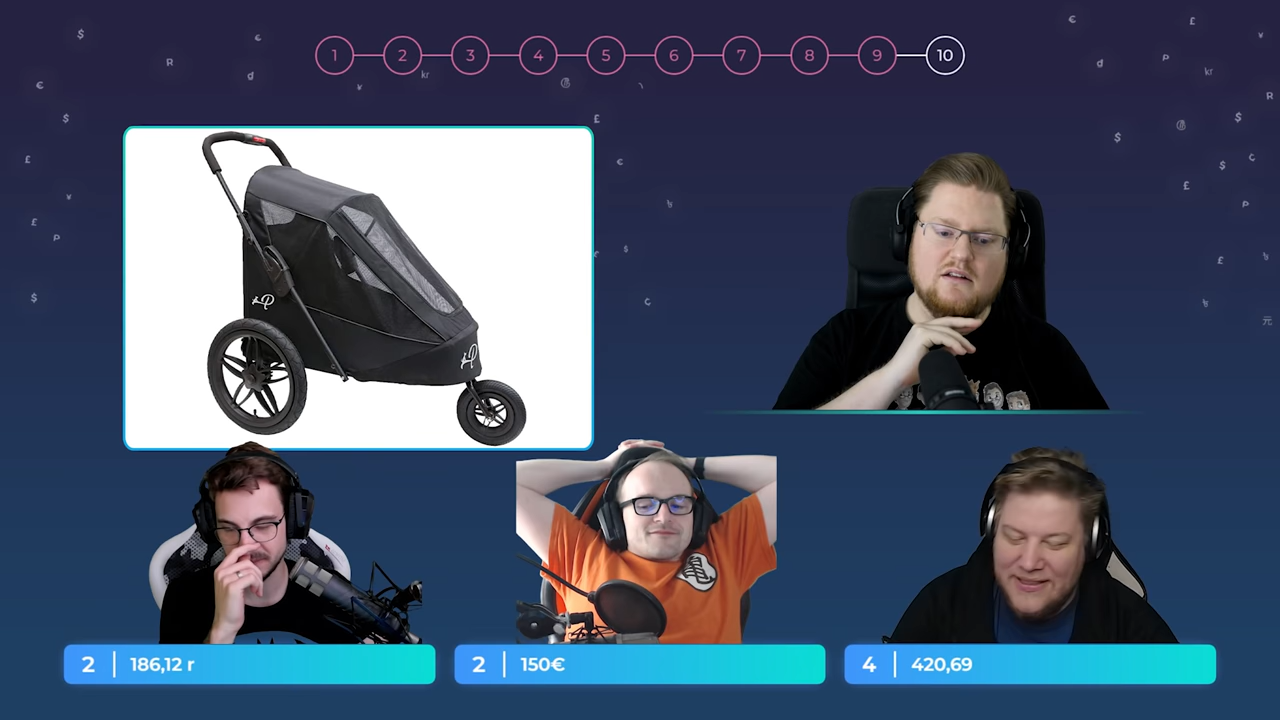 1 2 3 4 5 6 7 8 9 10
2 | 186,12 r
2 | 150€
4 | 420,69